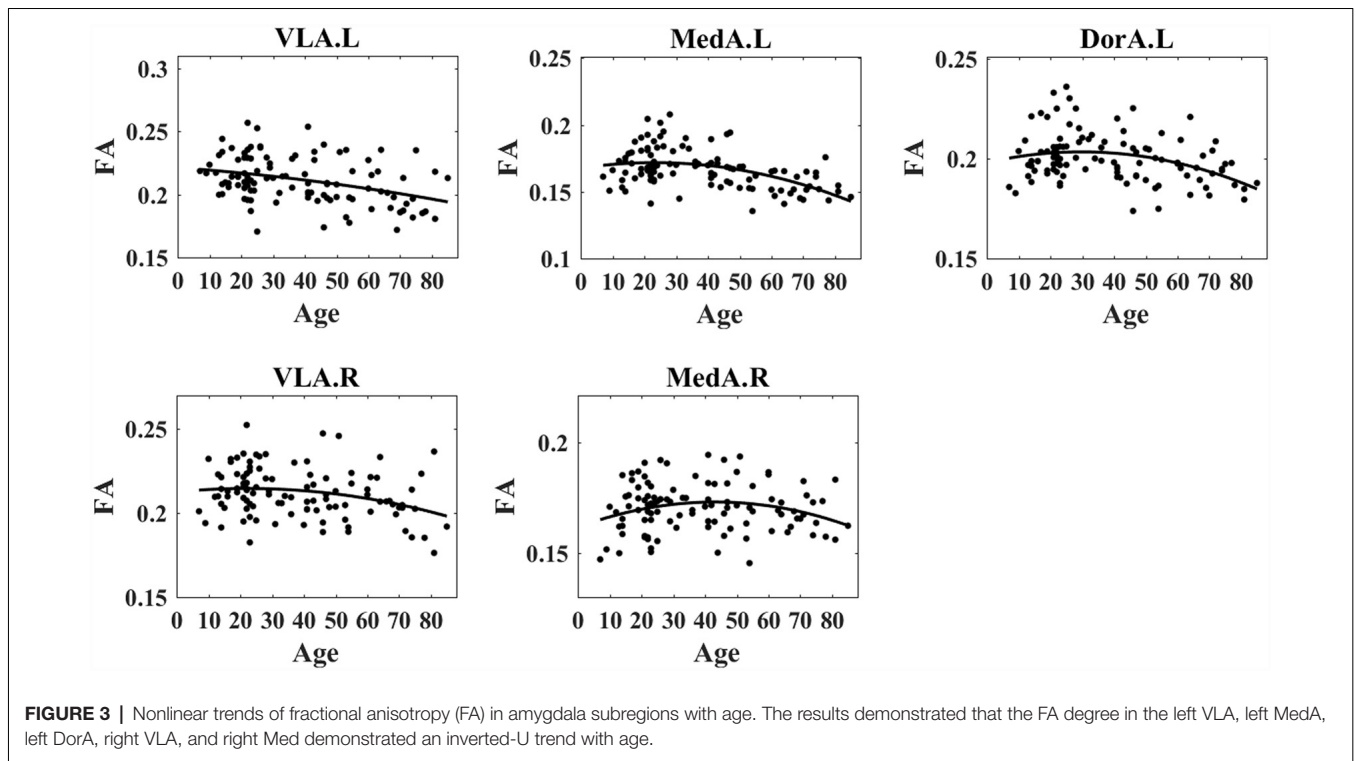 VLA.L
0.3
0.25
0.2
0.15
FA
0 10 20 30 40 50 60 70 80
Age
MedA.L
0.25
0.2
0.15
0.1
FA
0 10 20 30 40 50 60 70 80
Age
DorA.L
0.25
0.2
0.15
FA
0 10 20 30 40 50 60 70 80
Age
VLA.R
0.25
0.2
0.15
FA
0 10 20 30 40 50 60 70 80
Age
MedA.R
0.2
0.15
FA
0 10 20 30 40 50 60 70 80
Age
FIGURE 3 | Nonlinear trends of fractional anisotropy (FA) in amygdala subregions with age. The results demonstrated that the FA degree in the left VLA, left MedA,
left DorA, right VLA, and right Med demonstrated an inverted-U trend with age.